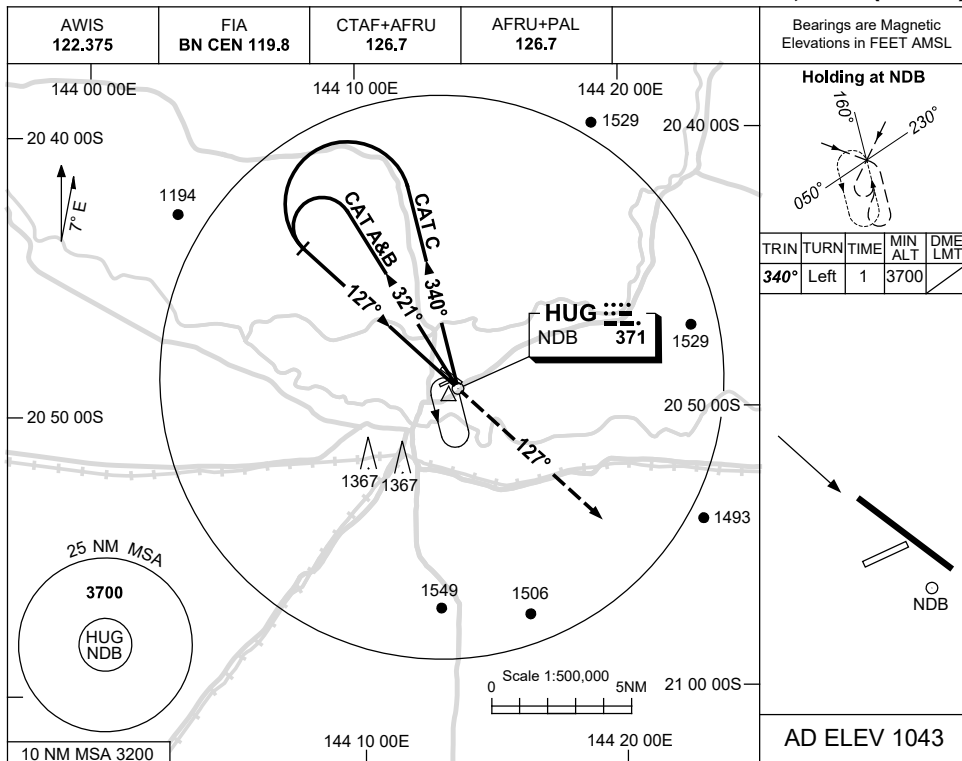 AWIS
122.375
FIA
BN CEN 119.8
CTAF+AFRU
126.7
AFRU+PAL
126.7
Bearings are Magnetic
Elevations in FEET AMSL
144 00 00E
144 10 00E
144 20 00E
20 40 00S
20 40 00S
7° E
1194
1529
CAT A&B
CAT C
127°
321°
340°
HUG
NDB 371
1529
20 50 00S
20 50 00S
127°
1367
1367
1493
25 NM MSA
3700
HUG
NDB
1549
1506
Scale 1:500,000
0 5NM
21 00 00S
144 10 00E
144 20 00E
10 NM MSA 3200
Holding at NDB
160°
230°
050°
TRIN TURN TIME MIN ALT DME LMT
340° Left 1 3700
NDB
AD ELEV 1043